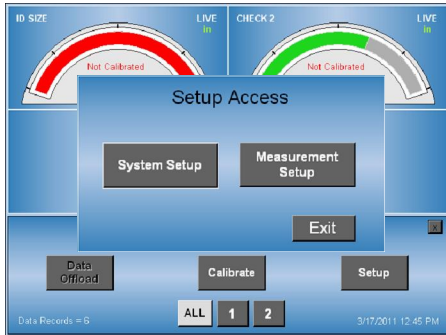 ID SIZE
LIVE
in
CHECK 2
LIVE
in
Not Calibrated
Not Calibrated
Setup Access
System Setup
Measurement
Setup
Exit
x
Data
Offload
Calibrate
Setup
ALL
1
2
Data Records = 6
3/17/2011 12:45 PM